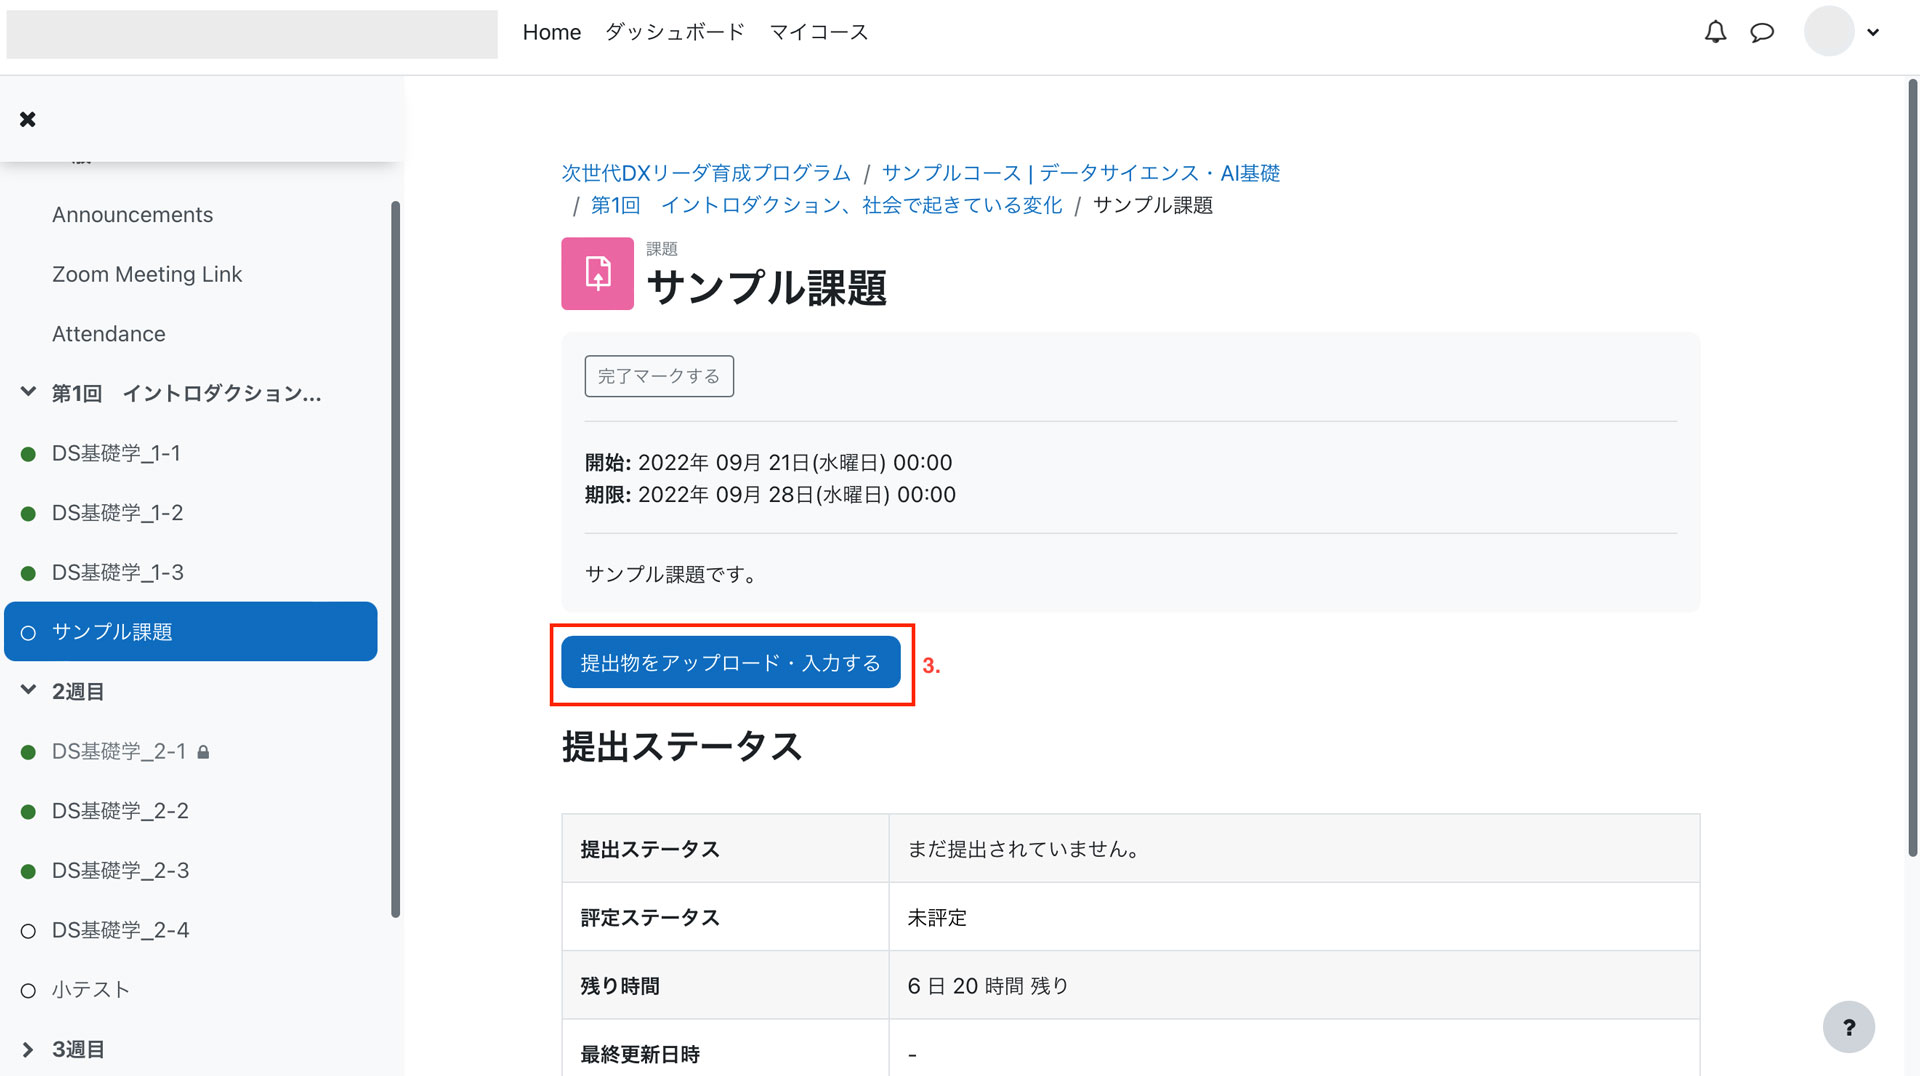 Home ダッシュボード マイコース
Announcements
Zoom Meeting Link
Attendance
第1回　イントロダクション...
DS基礎学_1-1
DS基礎学_1-2
DS基礎学_1-3
サンプル課題
2週目
DS基礎学_2-1
DS基礎学_2-2
DS基礎学_2-3
DS基礎学_2-4
小テスト
3週目
次世代DXリーダ育成プログラム / サンプルコース | データサイエンス・AI基礎
/ 第1回　イントロダクション、社会で起きている変化 / サンプル課題
課題
サンプル課題
完了マークする
開始: 2022年 09月 21日(水曜日) 00:00
期限: 2022年 09月 28日(水曜日) 00:00
サンプル課題です。
提出物をアップロード・入力する 3.
提出ステータス
提出ステータス まだ提出されていません。
評定ステータス 未評定
残り時間 6 日 20 時間 残り
最終更新日時 -
?